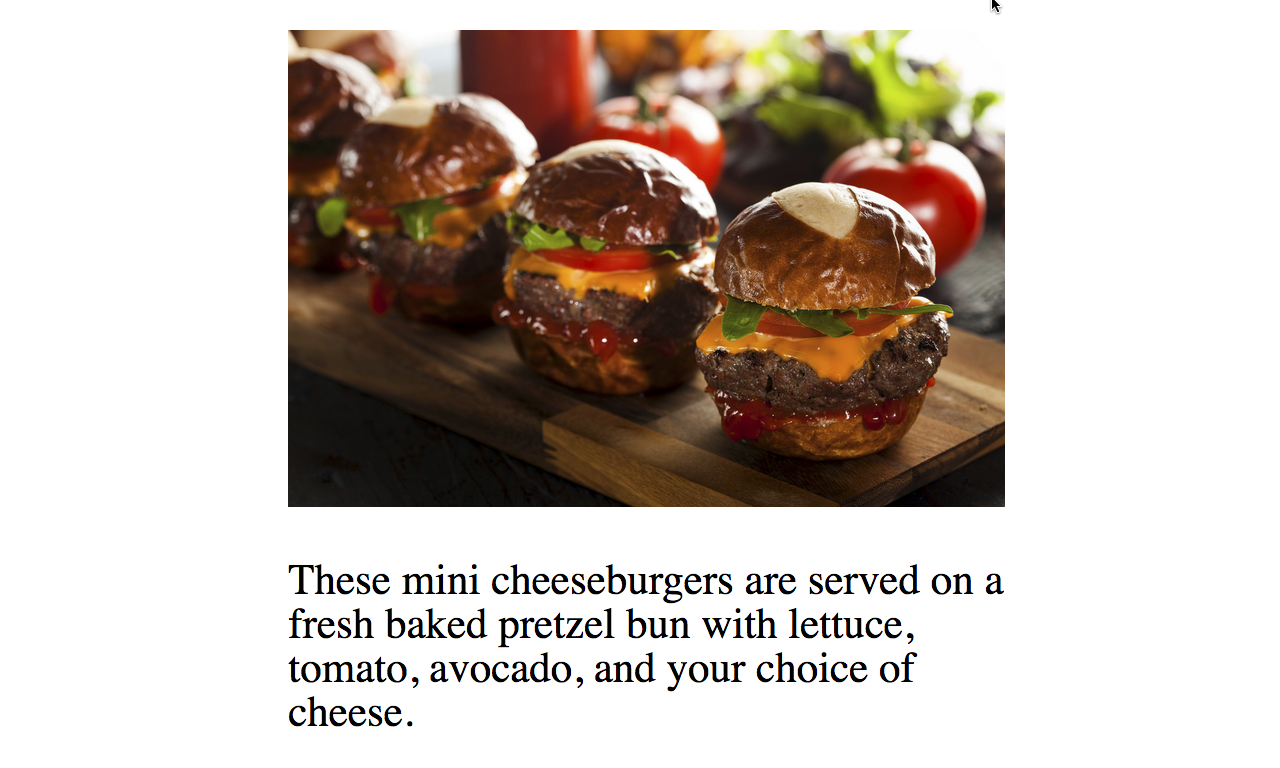 These mini cheeseburgers are served on a
fresh baked pretzel bun with lettuce,
tomato, avocado, and your choice of
cheese.